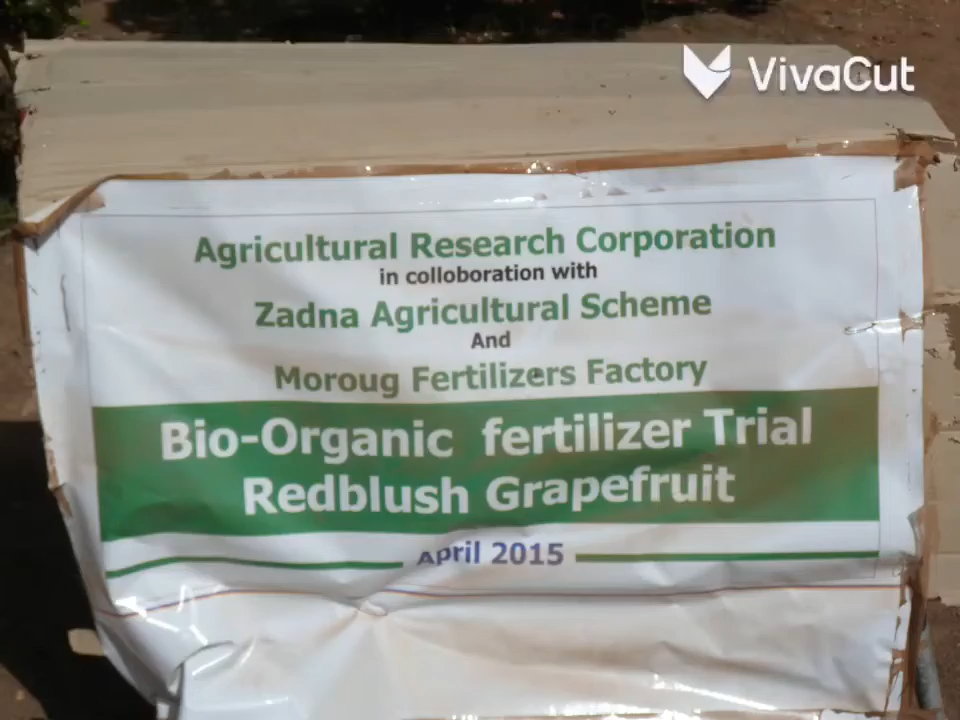 VivaCut
Agricultural Research Corporation
in colloboration with
Zadna Agricultural Scheme
And
Moroug Fertilizers Factory
Bio-Organic fertilizer Trial
Redblush Grapefruit
April 2015